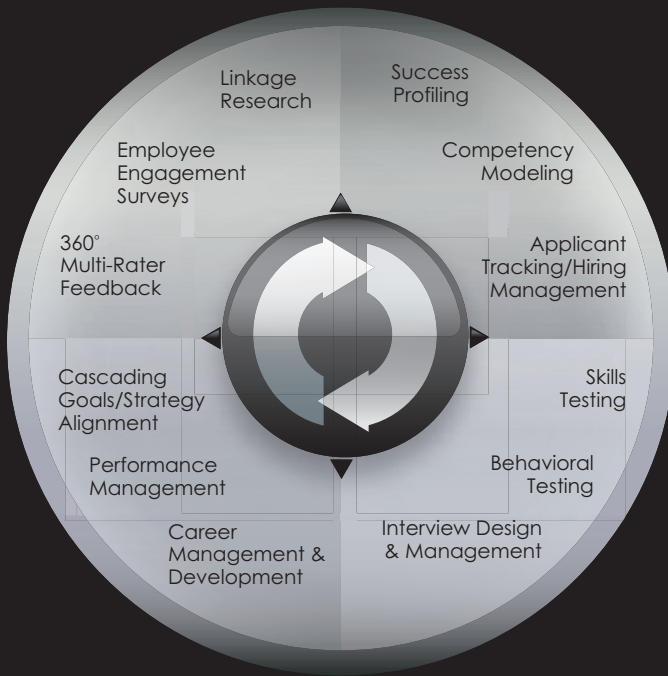 Linkage
Research
Success
Profiling
Employee
Engagement
Surveys
Competency
Modeling
360°
Multi-Rater
Feedback
Applicant
Tracking/Hiring
Management
Cascading
Goals/Strategy
Alignment
Skills
Testing
Performance
Management
Behavioral
Testing
Career
Management &
Development
Interview Design
& Management